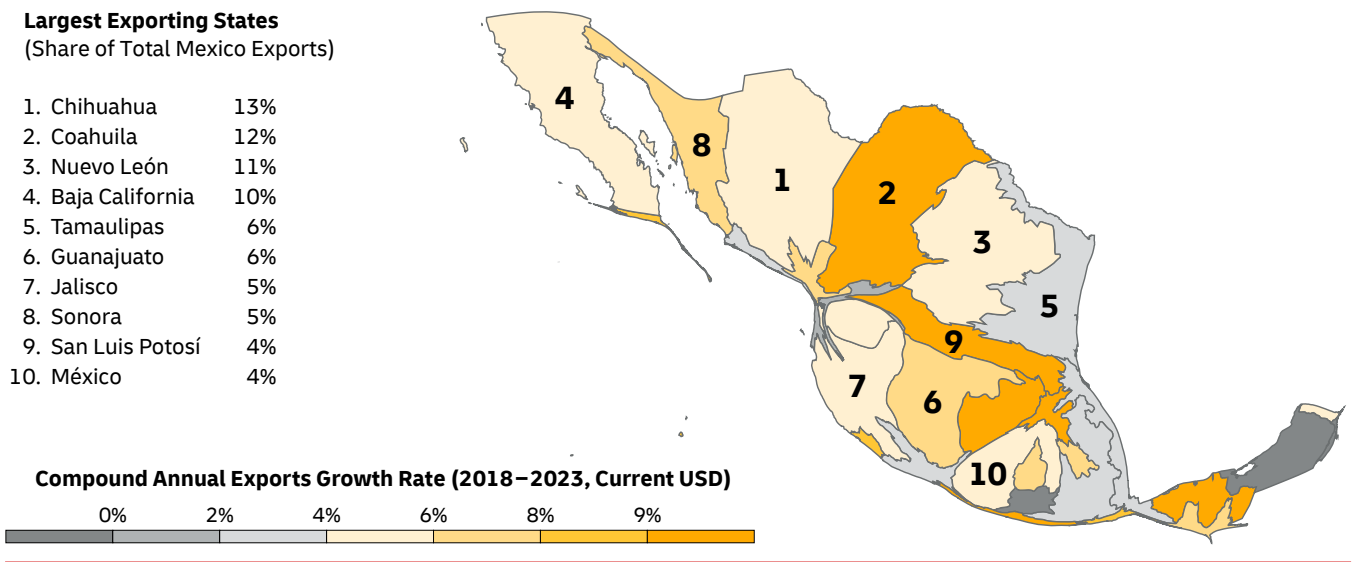 Largest Exporting States
(Share of Total Mexico Exports)
1. Chihuahua 13%
2. Coahuila 12%
3. Nuevo León 11%
4. Baja California 10%
5. Tamaulipas 6%
6. Guanajuato 6%
7. Jalisco 5%
8. Sonora 5%
9. San Luis Potosí 4%
10. México 4%
4
8
1
2
3
5
9
7
6
10
Compound Annual Exports Growth Rate (2018–2023, Current USD)
0% 2% 4% 6% 8% 9%